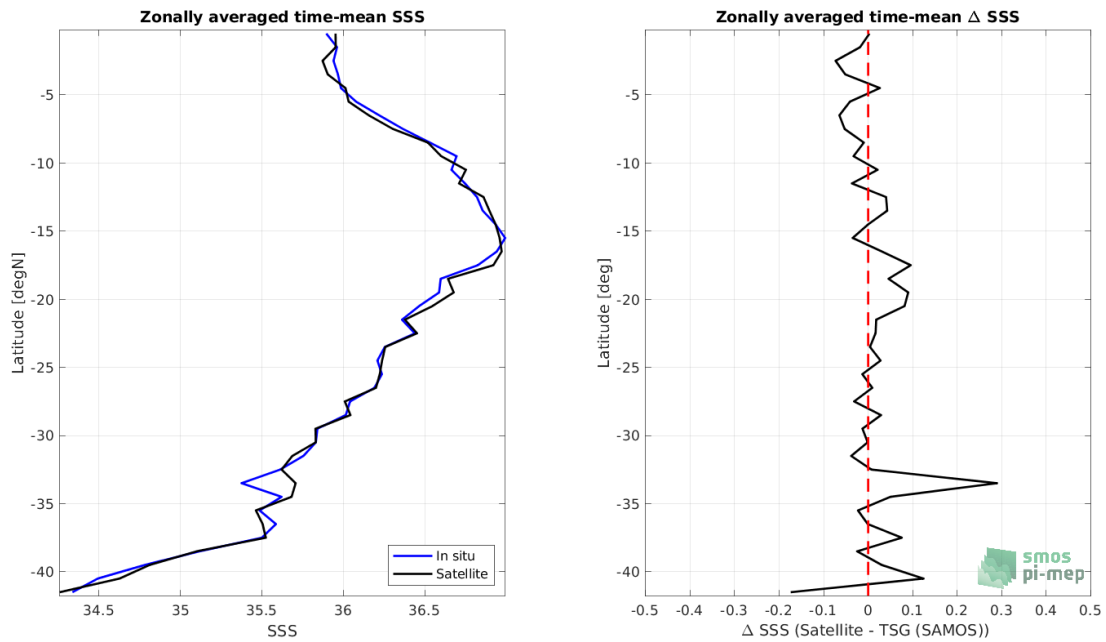 Zonally averaged time-mean SSS
Latitude [degN]
-5
-10
-15
-20
-25
-30
-35
-40
34.5 35 35.5 36 36.5
SSS
In situ
Satellite
Zonally averaged time-mean Δ SSS
Latitude [deg]
-5
-10
-15
-20
-25
-30
-35
-40
-0.5 -0.4 -0.3 -0.2 -0.1 0 0.1 0.2 0.3 0.4 0.5
Δ SSS (Satellite - TSG (SAMOS))
smos
pi-mep